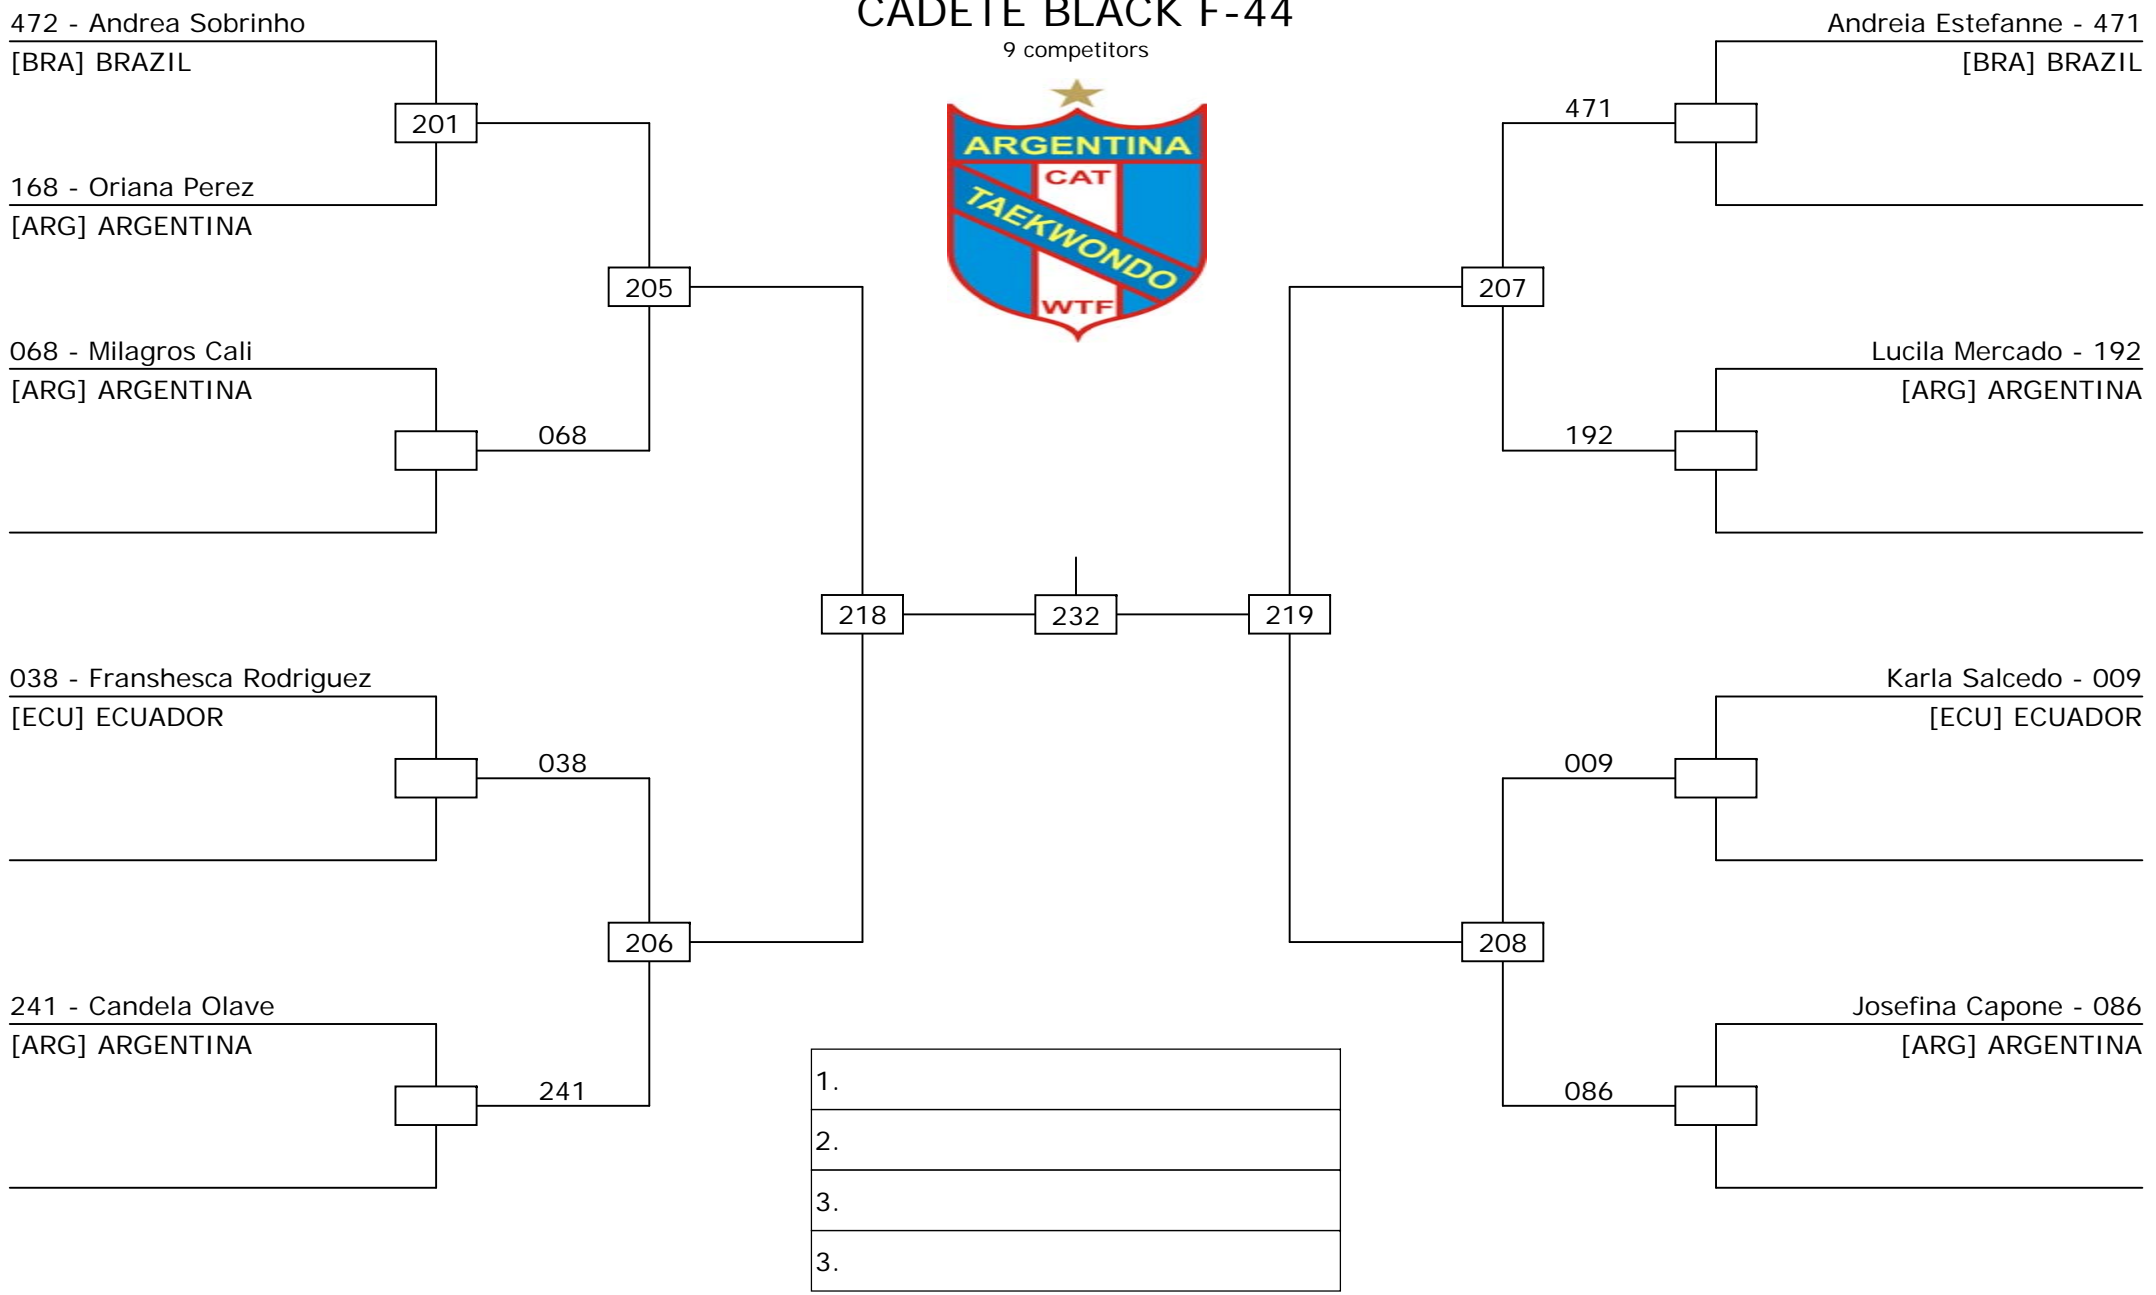 CADETE BLACK F-44
9 competitors
ARGENTINA
CAT
TAEKWONDO
WTF
472 - Andrea Sobrinho
[BRA] BRAZIL
201
168 - Oriana Perez
[ARG] ARGENTINA
205
068 - Milagros Cali
[ARG] ARGENTINA
068
218
038 - Franshesca Rodriguez
[ECU] ECUADOR
038
206
241 - Candela Olave
[ARG] ARGENTINA
241
232
Andreia Estefanne - 471
[BRA] BRAZIL
471
207
Lucila Mercado - 192
[ARG] ARGENTINA
192
219
Karla Salcedo - 009
[ECU] ECUADOR
009
208
Josefina Capone - 086
[ARG] ARGENTINA
086
1.
2.
3.
3.